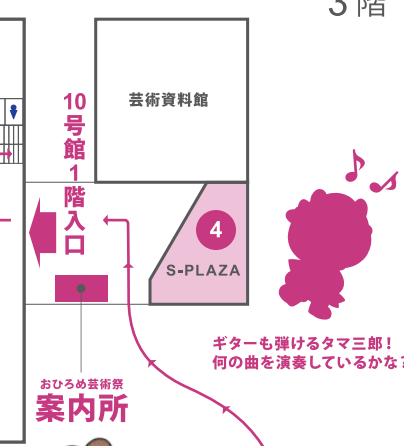 3階
芸術資料館
10号館1階入口
4
S-PLAZA
ギターも弾けるタマ三郎!
何の曲を演奏しているかな?
おひろめ芸術祭
案内所